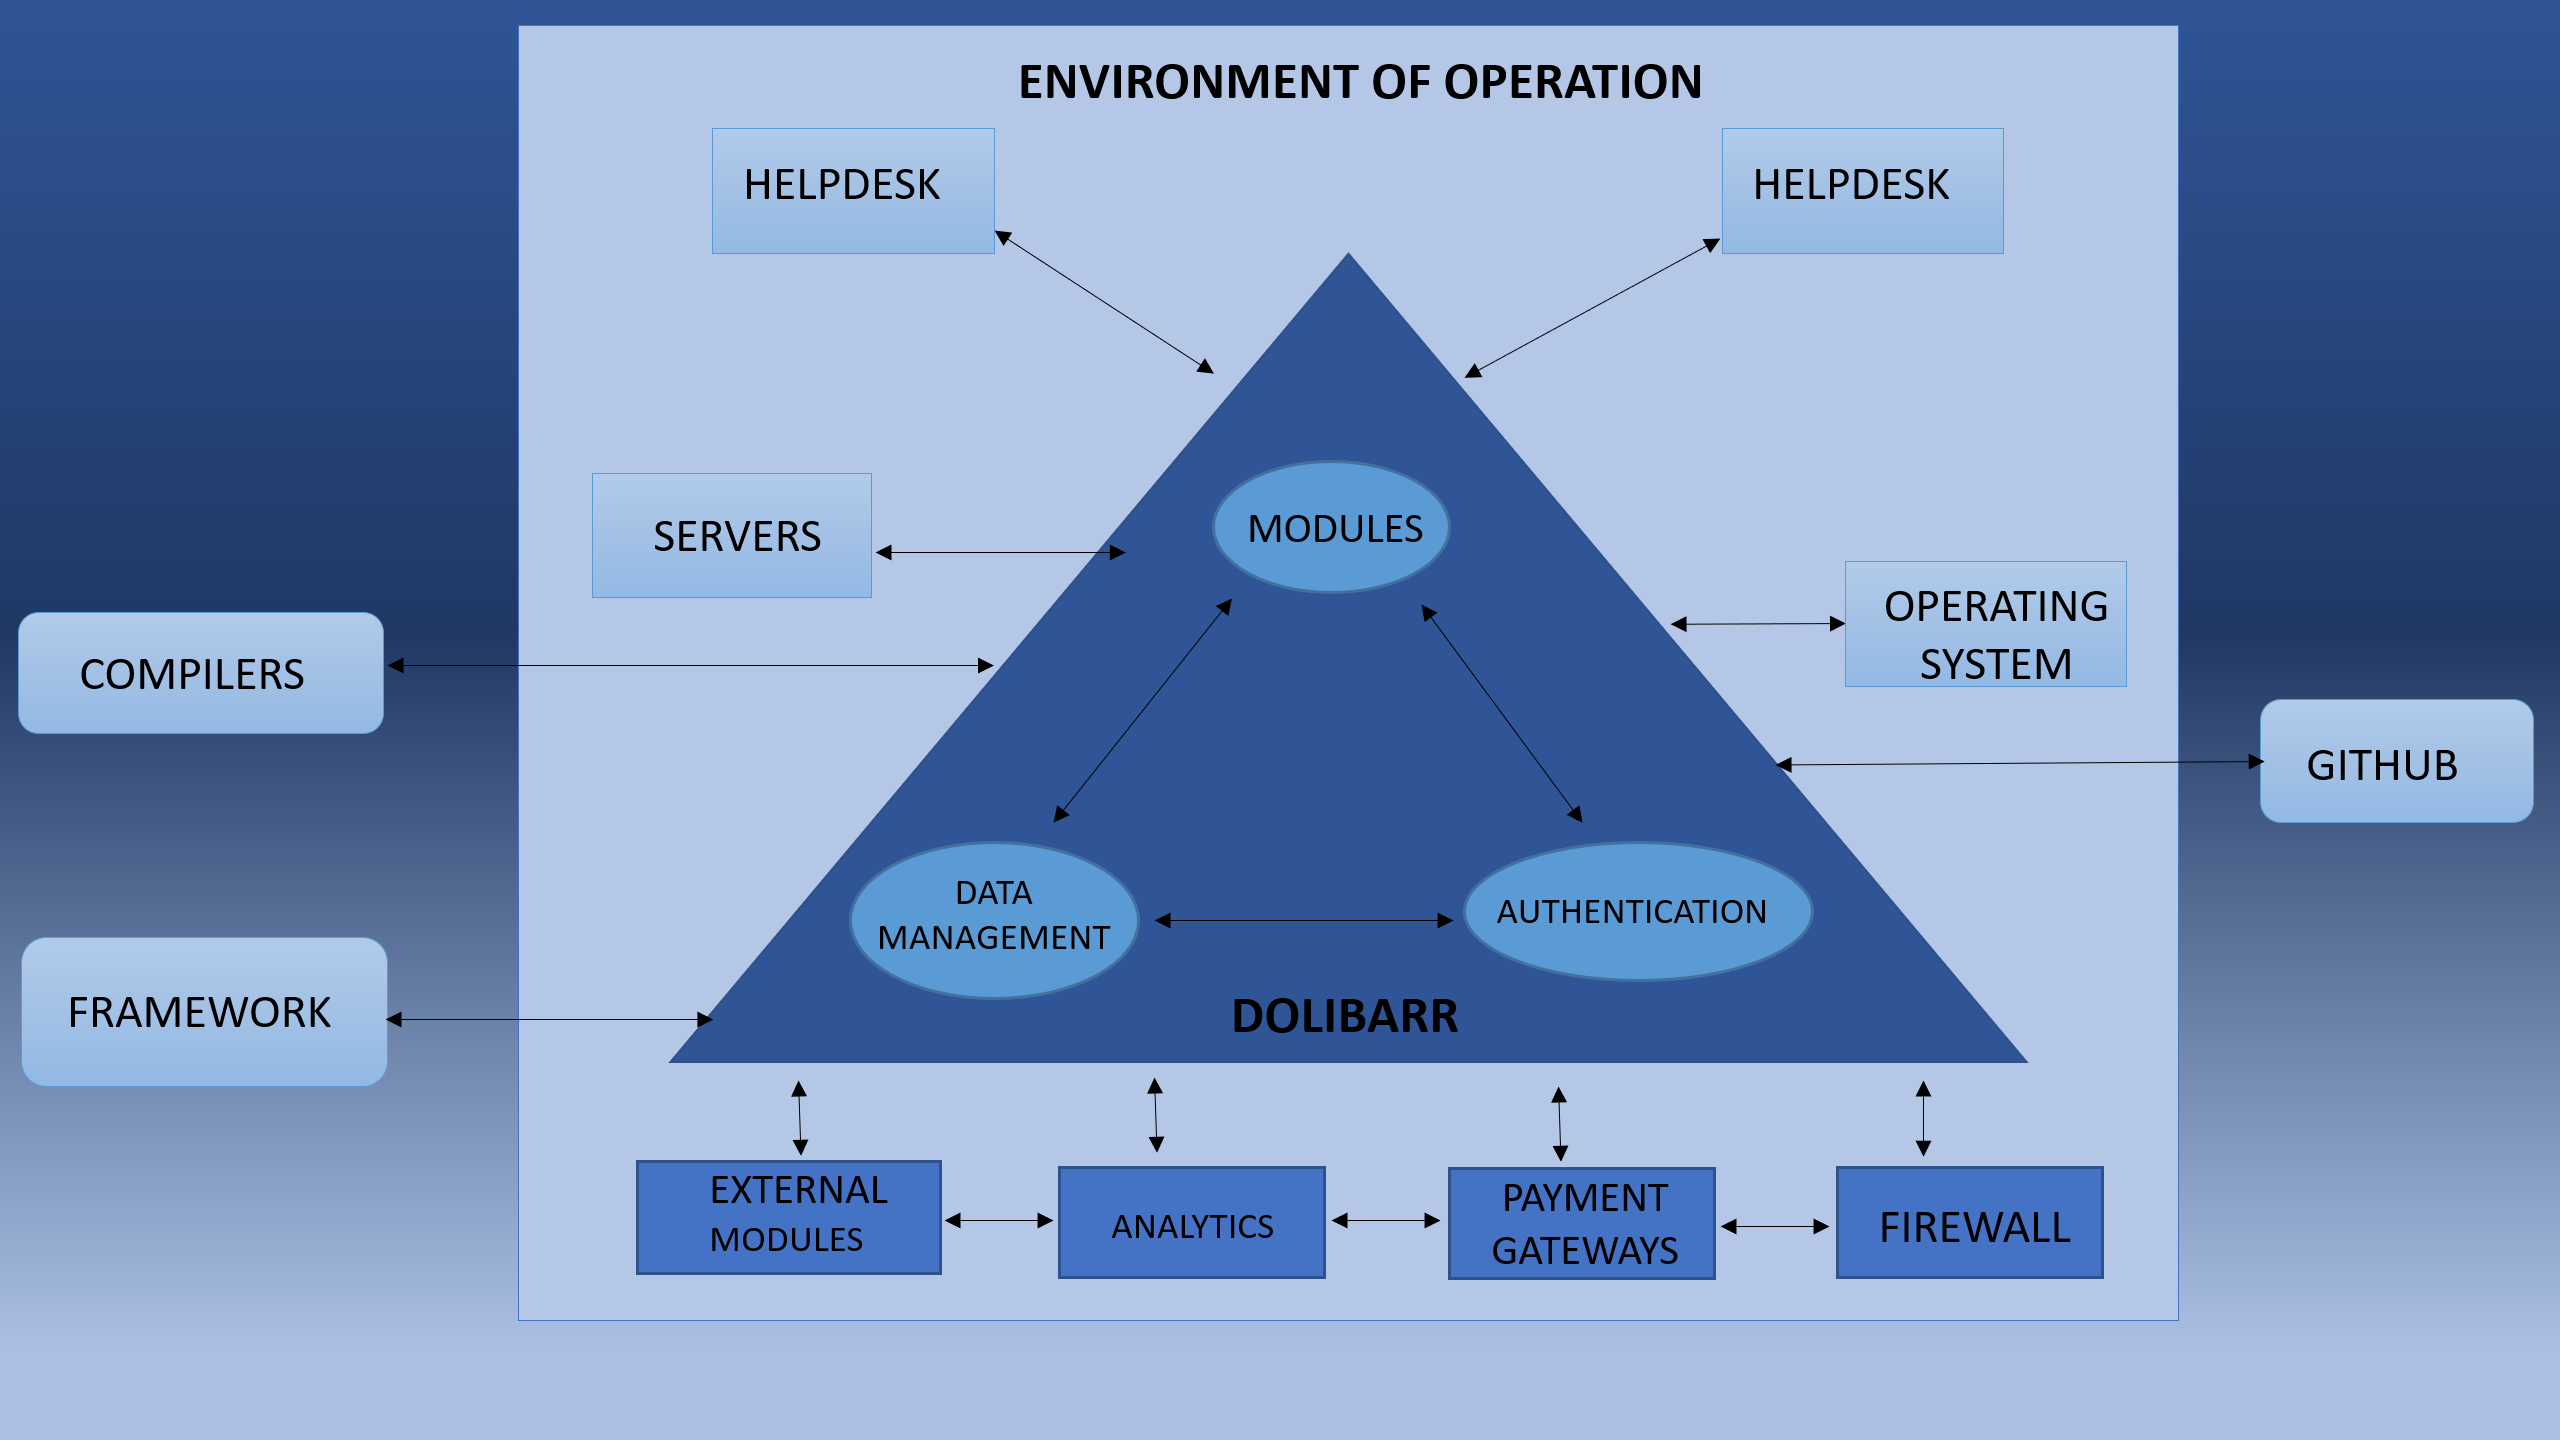 ENVIRONMENT OF OPERATION
HELPDESK
HELPDESK
MODULES
SERVERS
OPERATING
SYSTEM
COMPILERS
GITHUB
DATA
MANAGEMENT
AUTHENTICATION
FRAMEWORK
DOLIBARR
EXTERNAL
MODULES
ANALYTICS
PAYMENT
GATEWAYS
FIREWALL